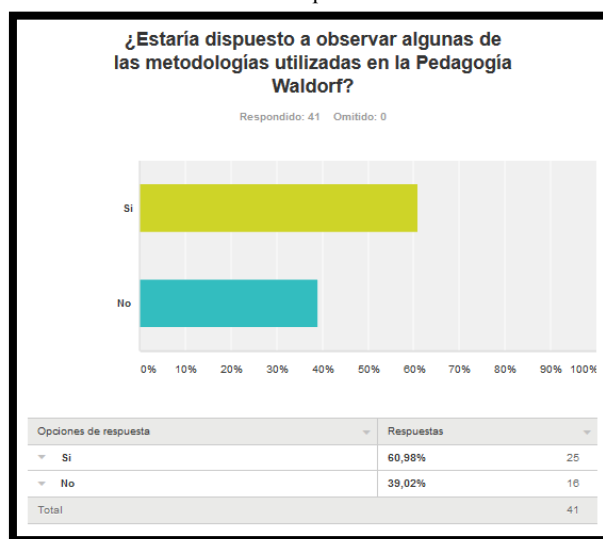 ¿Estaría dispuesto a observar algunas de
las metodologías utilizadas en la Pedagogía
Waldorf?
Respondido: 41 Omitido: 0
Si
No
0% 10% 20% 30% 40% 50% 60% 70% 80% 90% 100%
Opciones de respuesta Respuestas
Si 60,98% 25
No 39,02% 16
Total 41